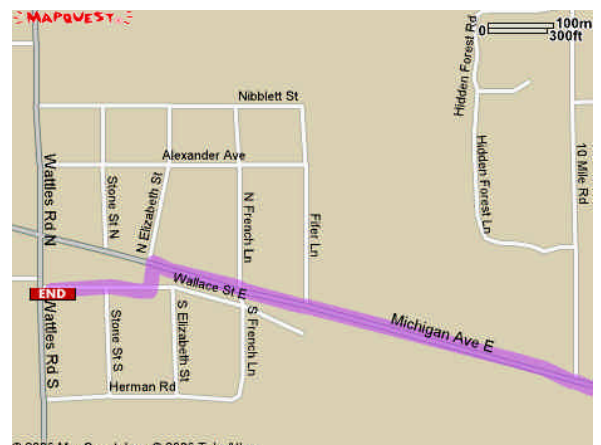 MAPQUEST
0 100m
300ft
Hidden Forest Rd
Nibblett St
Alexander Ave
Wattles Rd N
Stone St N
N Elizabeth St
N French Ln
Fifer Ln
Hidden Forest Ln
10 Mile Rd
Wallace St E
END
Michigan Ave E
Wattles Rd S
Stone St S
S Elizabeth St
S French Ln
Herman Rd